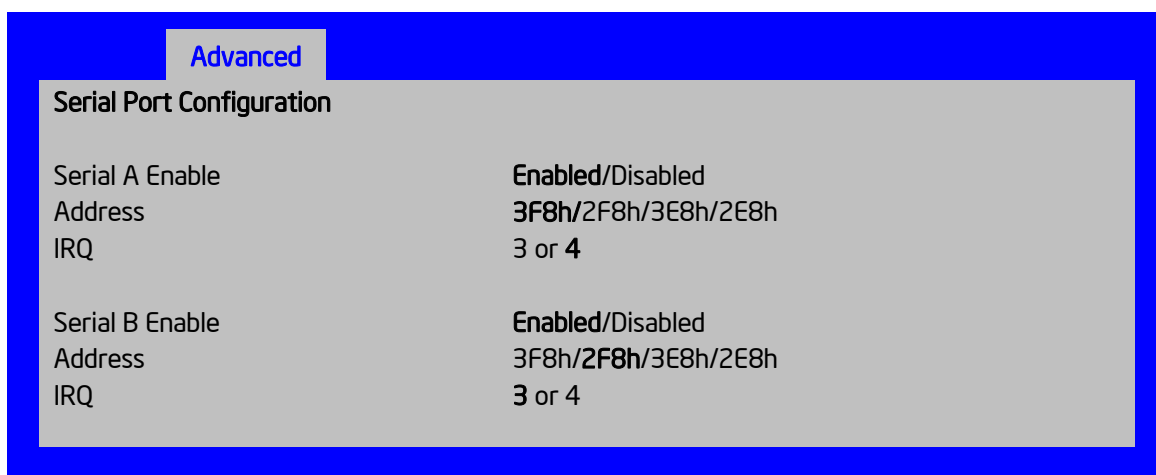 Advanced
Serial Port Configuration
Serial A Enable Enabled/Disabled
Address 3F8h/2F8h/3E8h/2E8h
IRQ 3 or 4
Serial B Enable Enabled/Disabled
Address 3F8h/2F8h/3E8h/2E8h
IRQ 3 or 4